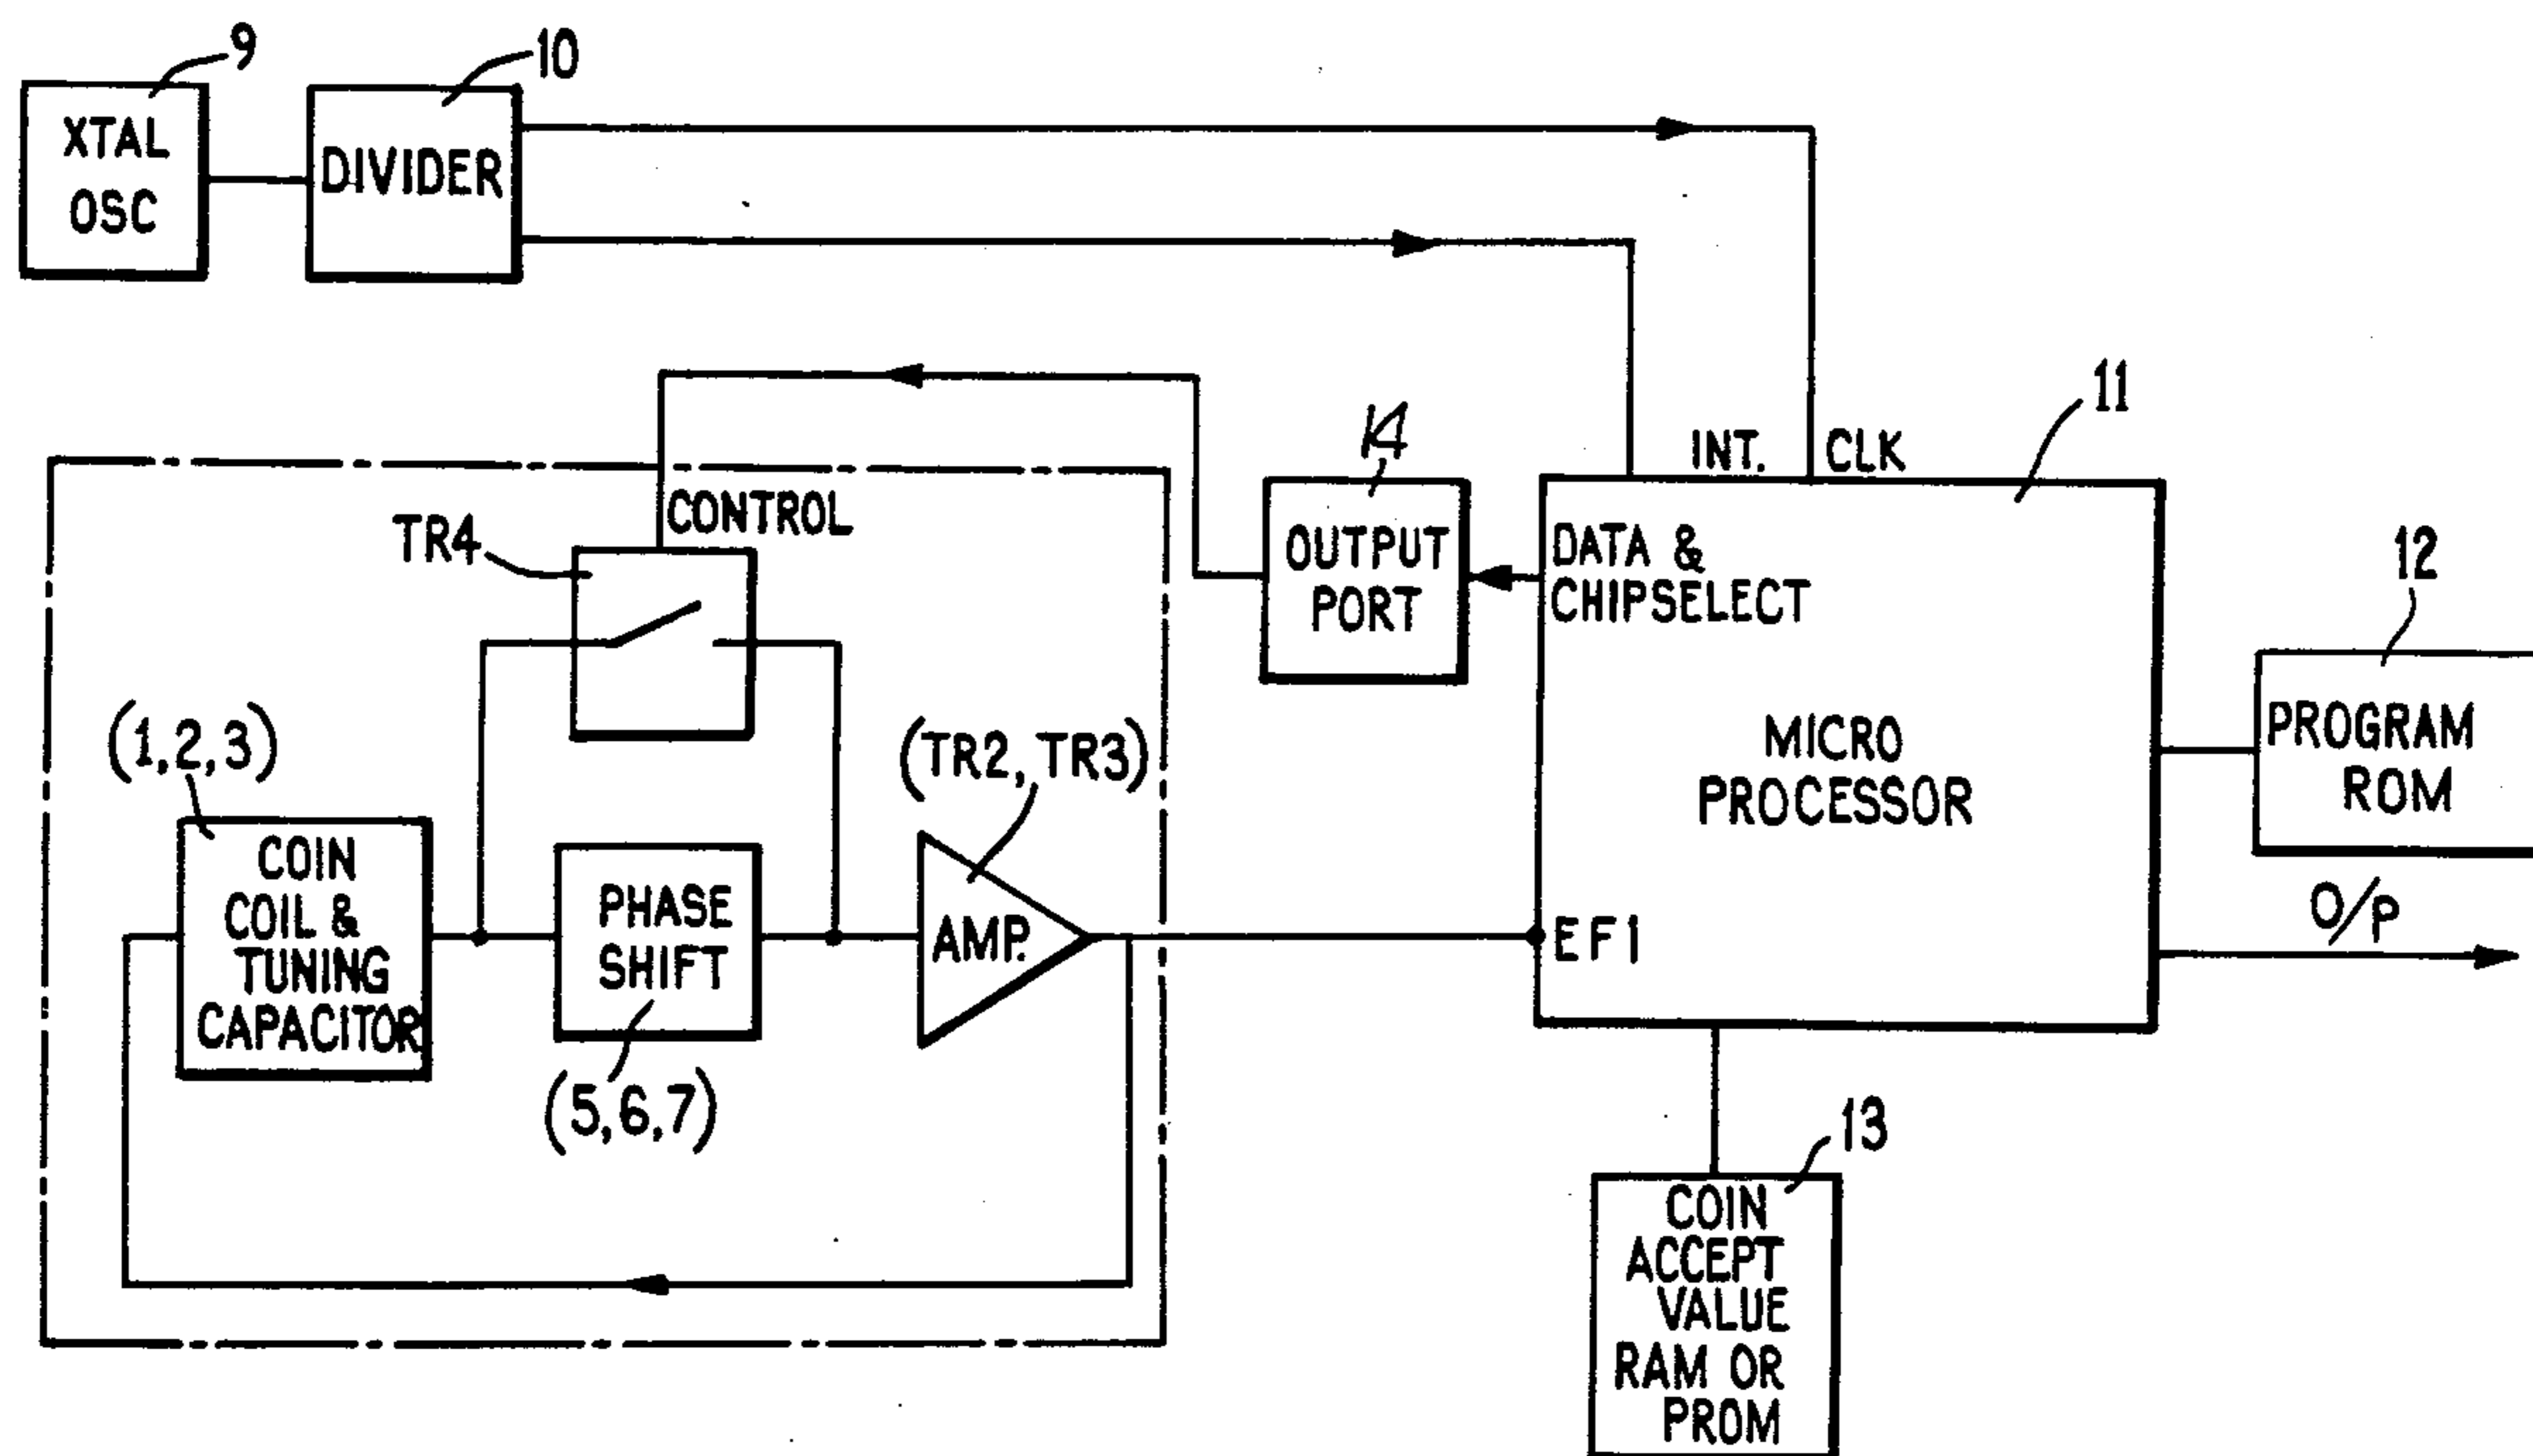 9
10
XTAL
OSC
DIVIDER
11
INT. CLK
14
CONTROL
TR4
OUTPUT
PORT
DATA &
CHIPSELECT
12
MICRO
PROCESSOR
PROGRAM
ROM
(1,2,3)
(TR2, TR3)
COIN
COIL &
TUNING
CAPACITOR
PHASE
SHIFT
AMP.
EF1
O/P
(5,6,7)
13
COIN
ACCEPT
VALUE
RAM OR
PROM